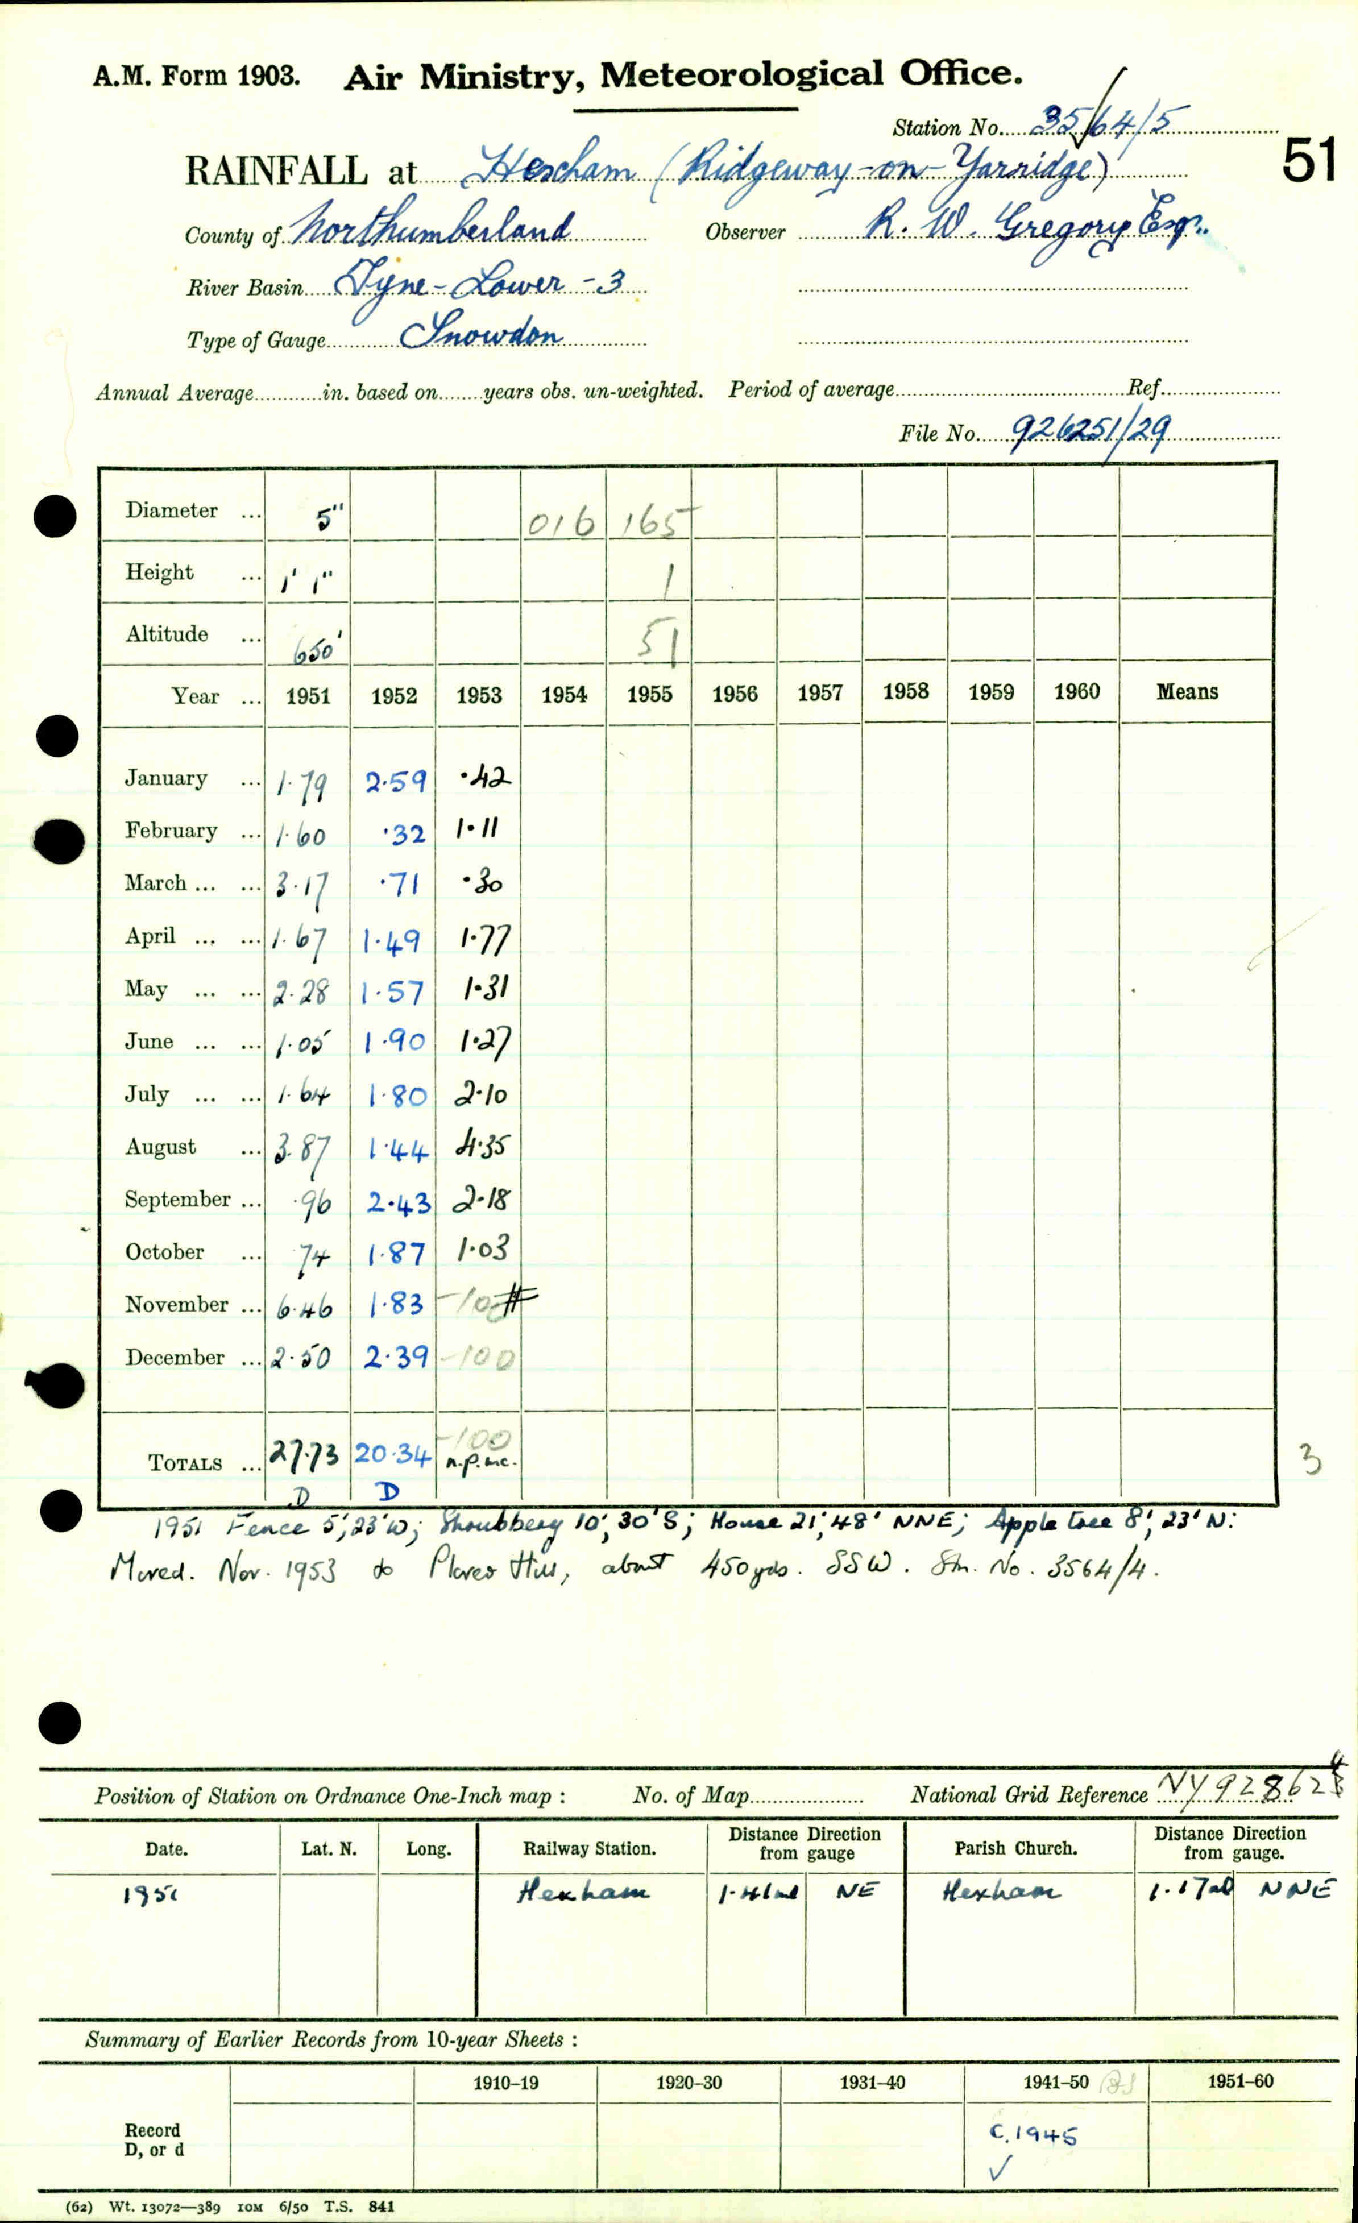 A.M. Form 1903. Air Ministry, Meteorological Office.
Station No. 3564/5
RAINFALL at Hexham (Ridgeway-on-Yarridge) 51
County of Northumberland Observer R. W. Gregory Esqr.
River Basin Tyne-Lower-3
Type of Gauge Snowdon
Annual Average in. based on years obs. un-weighted. Period of average Ref.
File No. 926251/29
Diameter ... 5" 016 165
Height ... 1' 1" 1
Altitude ... 650' 51
Year ... 1951 1952 1953 1954 1955 1956 1957 1958 1959 1960 Means
January ... 1.79 2.59 .42
February ... 1.60 .32 1.11
March ... ... 3.17 .71 .30
April ... ... 1.67 1.49 1.77
May ... ... 2.28 1.57 1.31
June ... ... 1.05 1.90 1.27
July ... ... 1.64 1.80 2.10
August ... 3.87 1.44 4.35
September ... .96 2.43 2.18
October ... .74 1.87 1.03
November ... 6.46 1.83 -100 #
December ... 2.50 2.39 -100
-100
TOTALS ... 27.73 20.34 n.p. inc. 3
D D
1951 Fence 5', 23' W; Shrubbery 10', 30' S; House 21', 48' NNE; Apple tree 8', 23' N:
Moved. Nov. 1953 to Hill, about 450 yds. SSW. Stn. No. 3564/4.
Position of Station on Ordnance One-Inch map : No. of Map National Grid Reference NY 928624
Date. Lat. N. Long. Railway Station. Distance from Direction gauge Parish Church. Distance from Direction gauge.
1951 Hexham 1.41 ml NE Hexham 1.17 ml NNE
Summary of Earlier Records from 10-year Sheets :
1910–19 1920–30 1931–40 1941–50 1951–60
Record
D, or d
C.1945
✓
(62) Wt. 13072—389 10M 6/50 T.S. 841